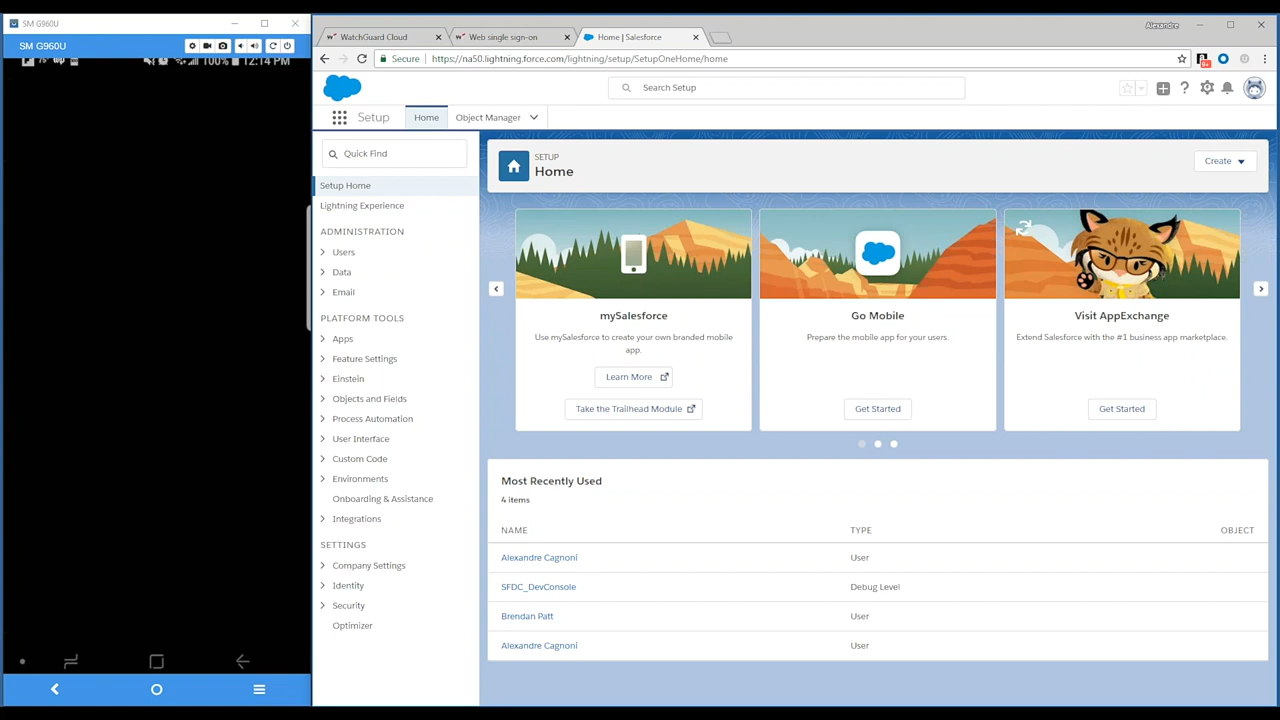 SM G960U
SM G960U
100% 12:14 PM
Alexandre
WatchGuard Cloud
Web single sign-on
Home | Salesforce
Secure
https://na50.lightning.force.com/lightning/setup/SetupOneHome/home
Search Setup
Setup
Home
Object Manager
Quick Find
Setup Home
Lightning Experience
ADMINISTRATION
Users
Data
Email
PLATFORM TOOLS
Apps
Feature Settings
Einstein
Objects and Fields
Process Automation
User Interface
Custom Code
Environments
Onboarding & Assistance
Integrations
SETTINGS
Company Settings
Identity
Security
Optimizer
SETUP
Home
Create
mySalesforce
Use mySalesforce to create your own branded mobile
app.
Learn More
Take the Trailhead Module
Go Mobile
Prepare the mobile app for your users.
Get Started
Visit AppExchange
Extend Salesforce with the #1 business app marketplace.
Get Started
Most Recently Used
4 items
NAME TYPE OBJECT
Alexandre Cagnoni User
SFDC_DevConsole Debug Level
Brendan Patt User
Alexandre Cagnoni User